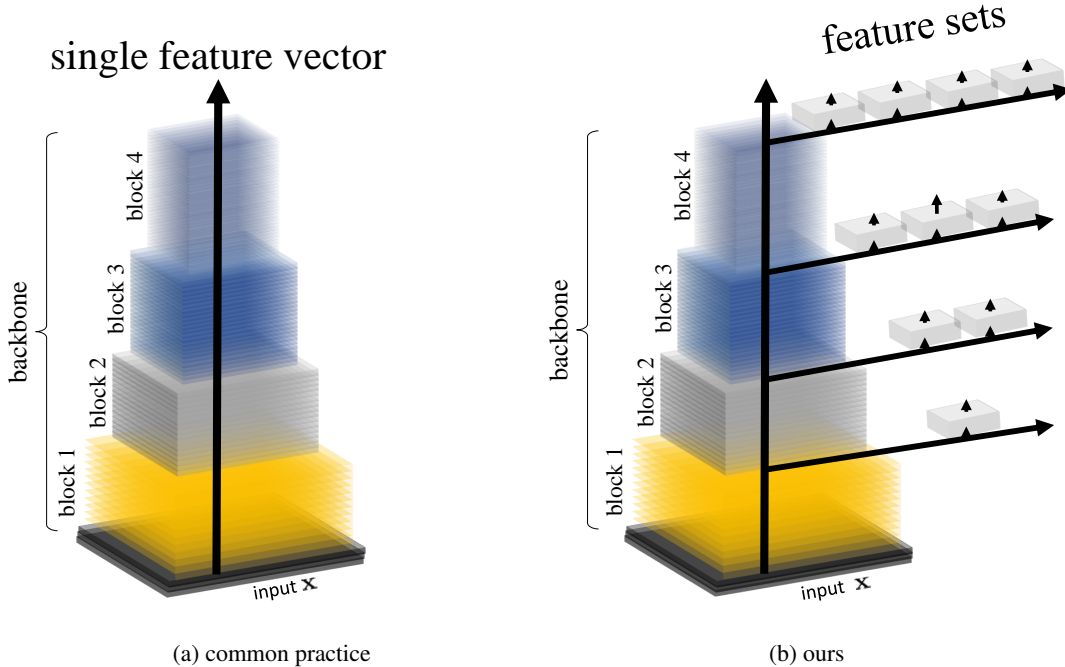 single feature vector
block 4
block 3
block 2
block 1
backbone
input x
(a) common practice
feature sets
block 4
block 3
block 2
block 1
backbone
input x
(b) ours